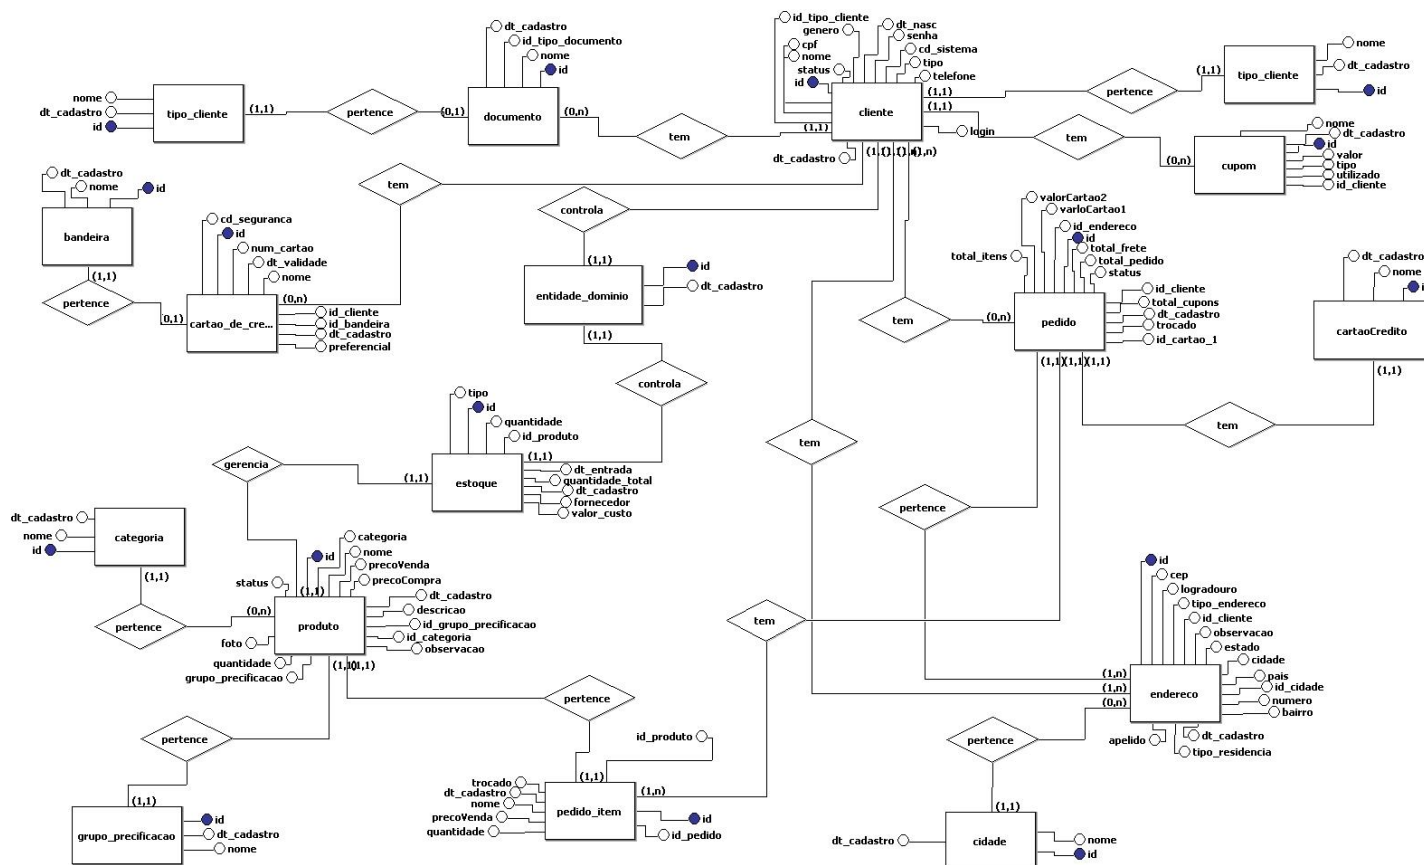 id_tipo_cliente
genero
cpf
nome
status
id
dt_nasc
senha
cd_sistema
tipo
telefone
login
cliente
dt_cadastro
(1,1)
(1,1)
(1,1)
dt_cadastro
id_tipo_documento
nome
id
documento
(0,1)
(0,n)
tem
pertence
(1,1)
nome
dt_cadastro
id
tipo_cliente
pertence
(1,1)
tipo_cliente
nome
dt_cadastro
id
tem
(0,n)
cupom
nome
dt_cadastro
id
valor
tipo
utilizado
id_cliente
dt_cadastro
nome
id
bandeira
(1,1)
pertence
(0,1)
cd_seguranca
id
num_cartao
dt_validade
nome
(0,n)
cartao_de_cre...
id_cliente
id_bandeira
dt_cadastro
preferencial
tem
controla
(1,1)
entidade_dominio
id
dt_cadastro
(1,1)
controla
tem
(0,n)
valorCartao2
varloCartao1
id_endereco
id
total_frete
total_pedido
status
total_itens
pedido
id_cliente
total_cupons
dt_cadastro
trocado
id_cartao_1
(1,1)
(1,1)
(1,1)
dt_cadastro
nome
cartaoCredito
(1,1)
tem
tem
tipo
id
quantidade
id_produto
(1,1)
(1,1)
estoque
dt_entrada
quantidade_total
dt_cadastro
fornecedor
valor_custo
gerencia
pertence
dt_cadastro
nome
id
categoria
(1,1)
pertence
(0,n)
categoria
id
nome
precoVenda
precoCompra
status
(1,1)
produto
dt_cadastro
descricao
id_grupo_precificacao
id_categoria
observacao
foto
quantidade
grupo_precificacao
(1,1)
(1,1)
tem
id
cep
logradouro
tipo_endereco
id_cliente
observacao
estado
cidade
pais
id_cidade
numero
bairro
(1,n)
(1,n)
(0,n)
endereco
apelido
dt_cadastro
tipo_residencia
pertence
pertence
pertence
id_produto
(1,1)
(1,n)
trocado
dt_cadastro
nome
precoVenda
quantidade
pedido_item
id
id_pedido
(1,1)
grupo_precificacao
id
dt_cadastro
nome
(1,1)
dt_cadastro
cidade
nome
id